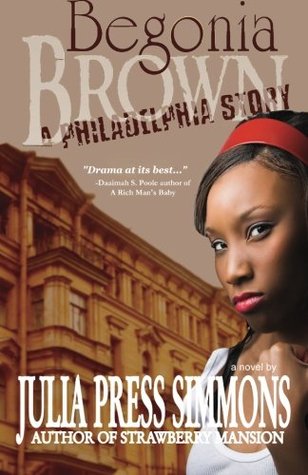 Begonia
BROWN
A PHILADELPHIA STORY
"Drama at its best..."
-Daaimah S. Poole author of
A Rich Man's Baby
a novel by
JULIA PRESS SIMMONS
AUTHOR OF STRAWBERRY MANSION